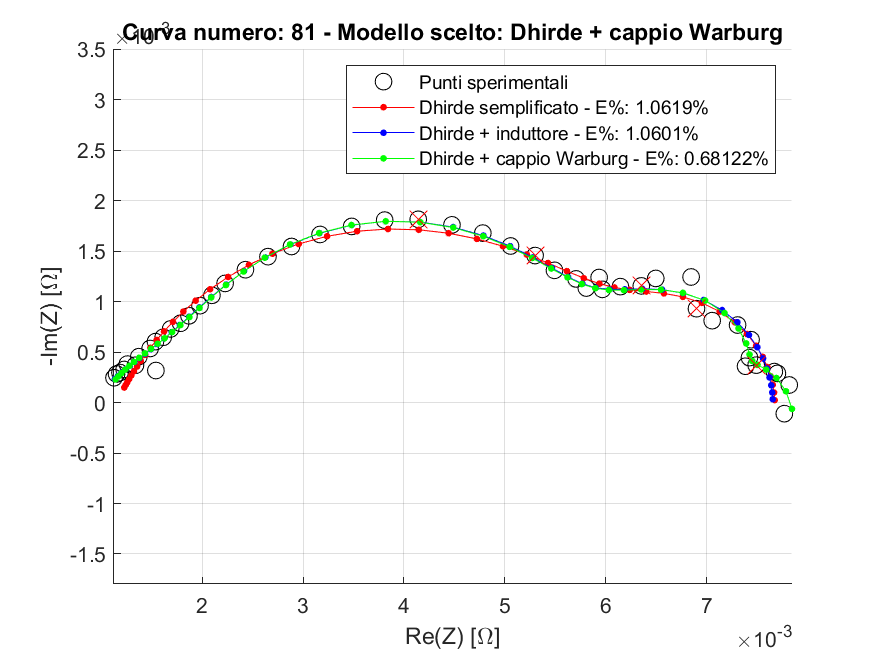 Curva numero: 81 - Modello scelto: Dhirde + cappio Warburg
×10^-3
3.5
3
2.5
2
1.5
1
0.5
0
-0.5
-1
-1.5
-Im(Z) [Ω]
Punti sperimentali
Dhirde semplificato - E%: 1.0619%
Dhirde + induttore - E%: 1.0601%
Dhirde + cappio Warburg - E%: 0.68122%
2 3 4 5 6 7
Re(Z) [Ω]
×10^-3